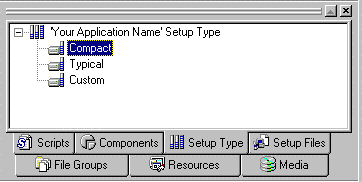 'Your Application Name' Setup Type
Compact
Typical
Custom
Scripts Components Setup Type Setup Files
File Groups Resources Media